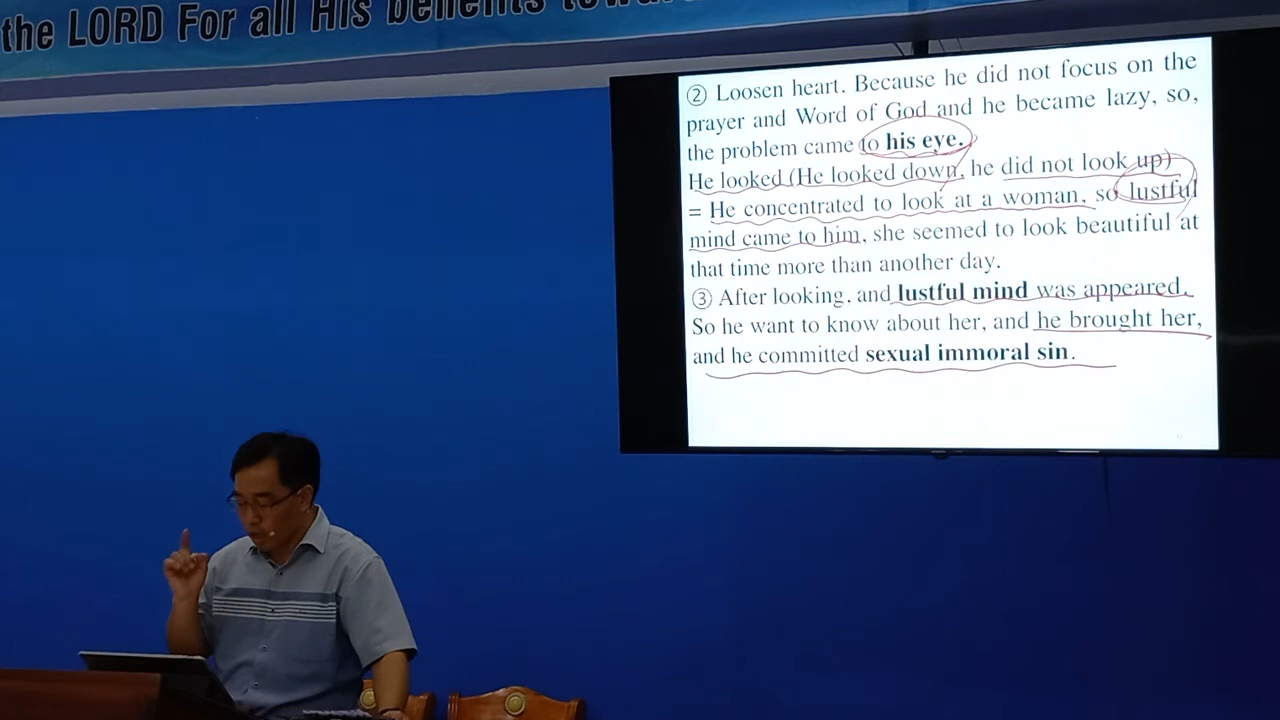 the LORD For all His benefits
② Loosen heart. Because he did not focus on the
prayer and Word of God and he became lazy, so,
the problem came to his eye.
He looked (He looked down, he did not look up)
= He concentrated to look at a woman, so lustful
mind came to him, she seemed to look beautiful at
that time more than another day.
③ After looking, and lustful mind was appeared.
So he want to know about her, and he brought her,
and he committed sexual immoral sin.